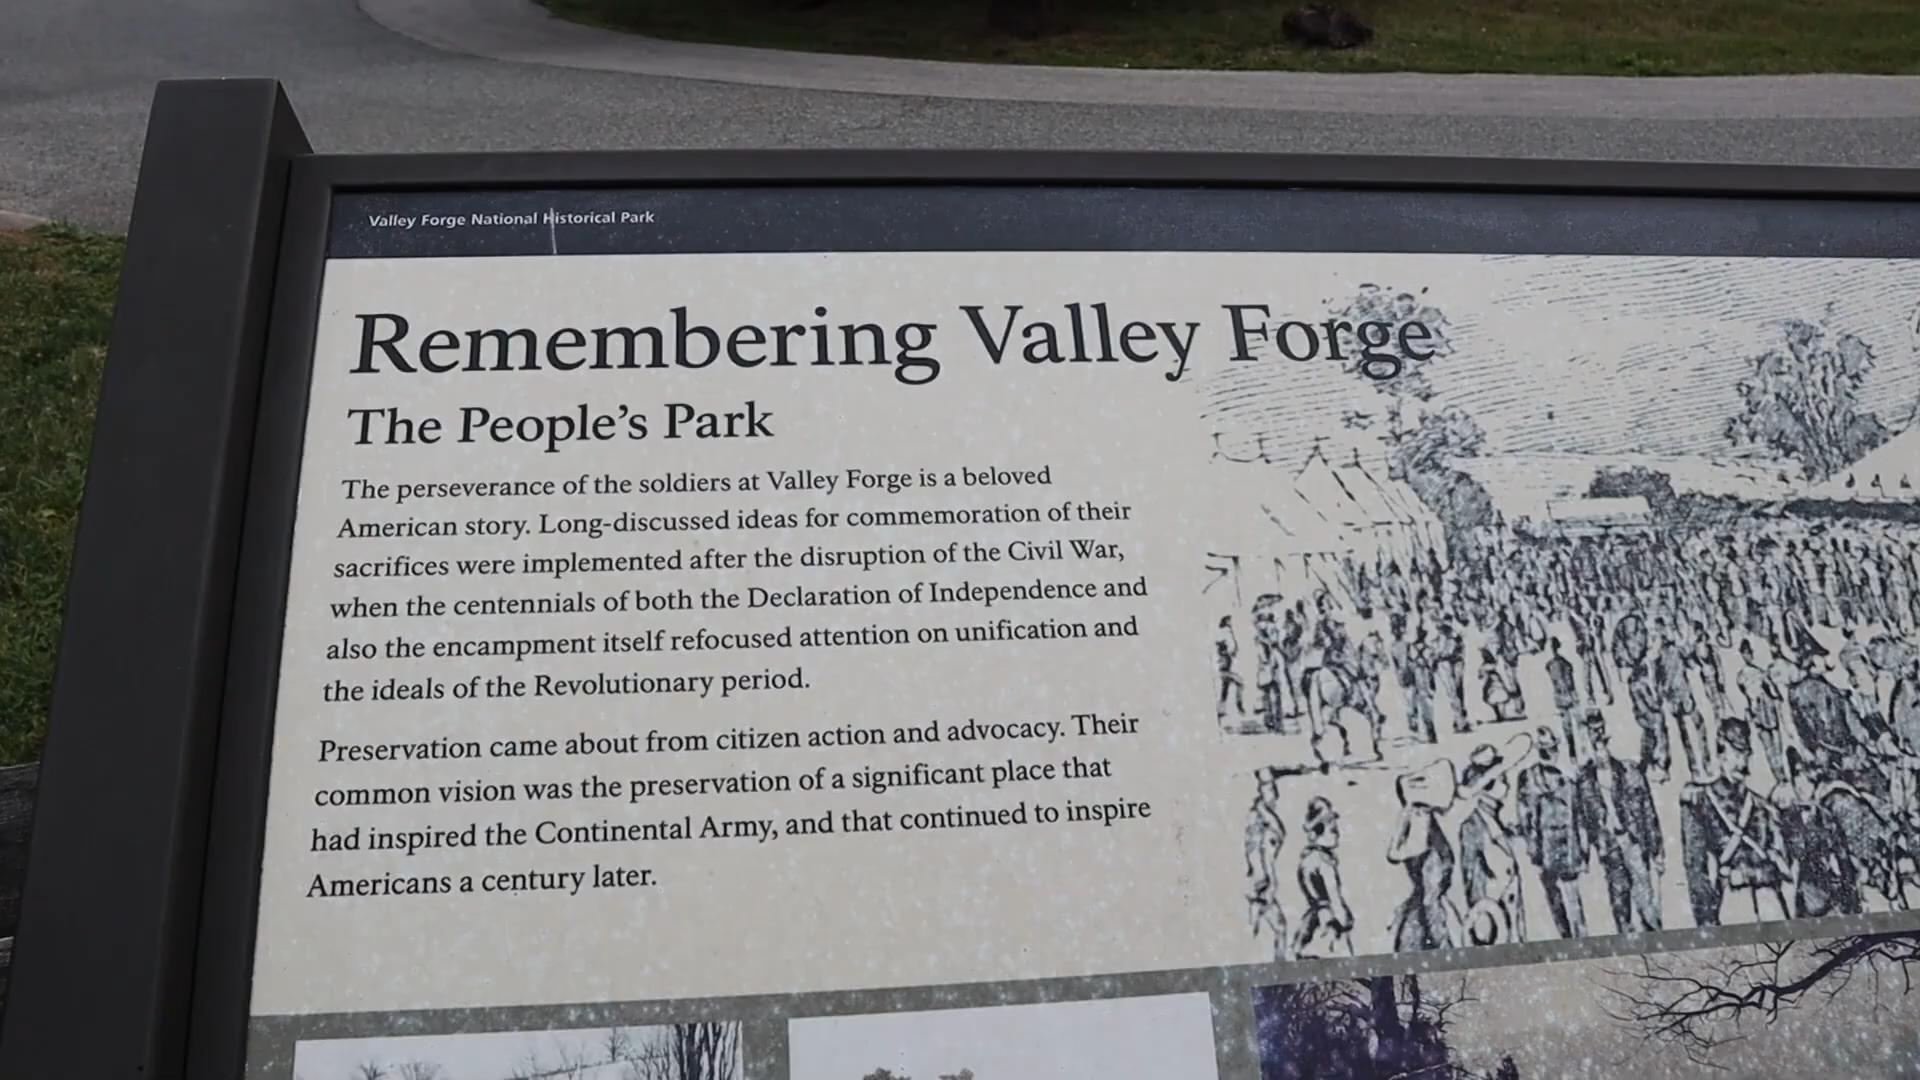 Valley Forge National Historical Park
Remembering Valley Forge
The People's Park
The perseverance of the soldiers at Valley Forge is a beloved
American story. Long-discussed ideas for commemoration of their
sacrifices were implemented after the disruption of the Civil War,
when the centennials of both the Declaration of Independence and
also the encampment itself refocused attention on unification and
the ideals of the Revolutionary period.
Preservation came about from citizen action and advocacy. Their
common vision was the preservation of a significant place that
had inspired the Continental Army, and that continued to inspire
Americans a century later.